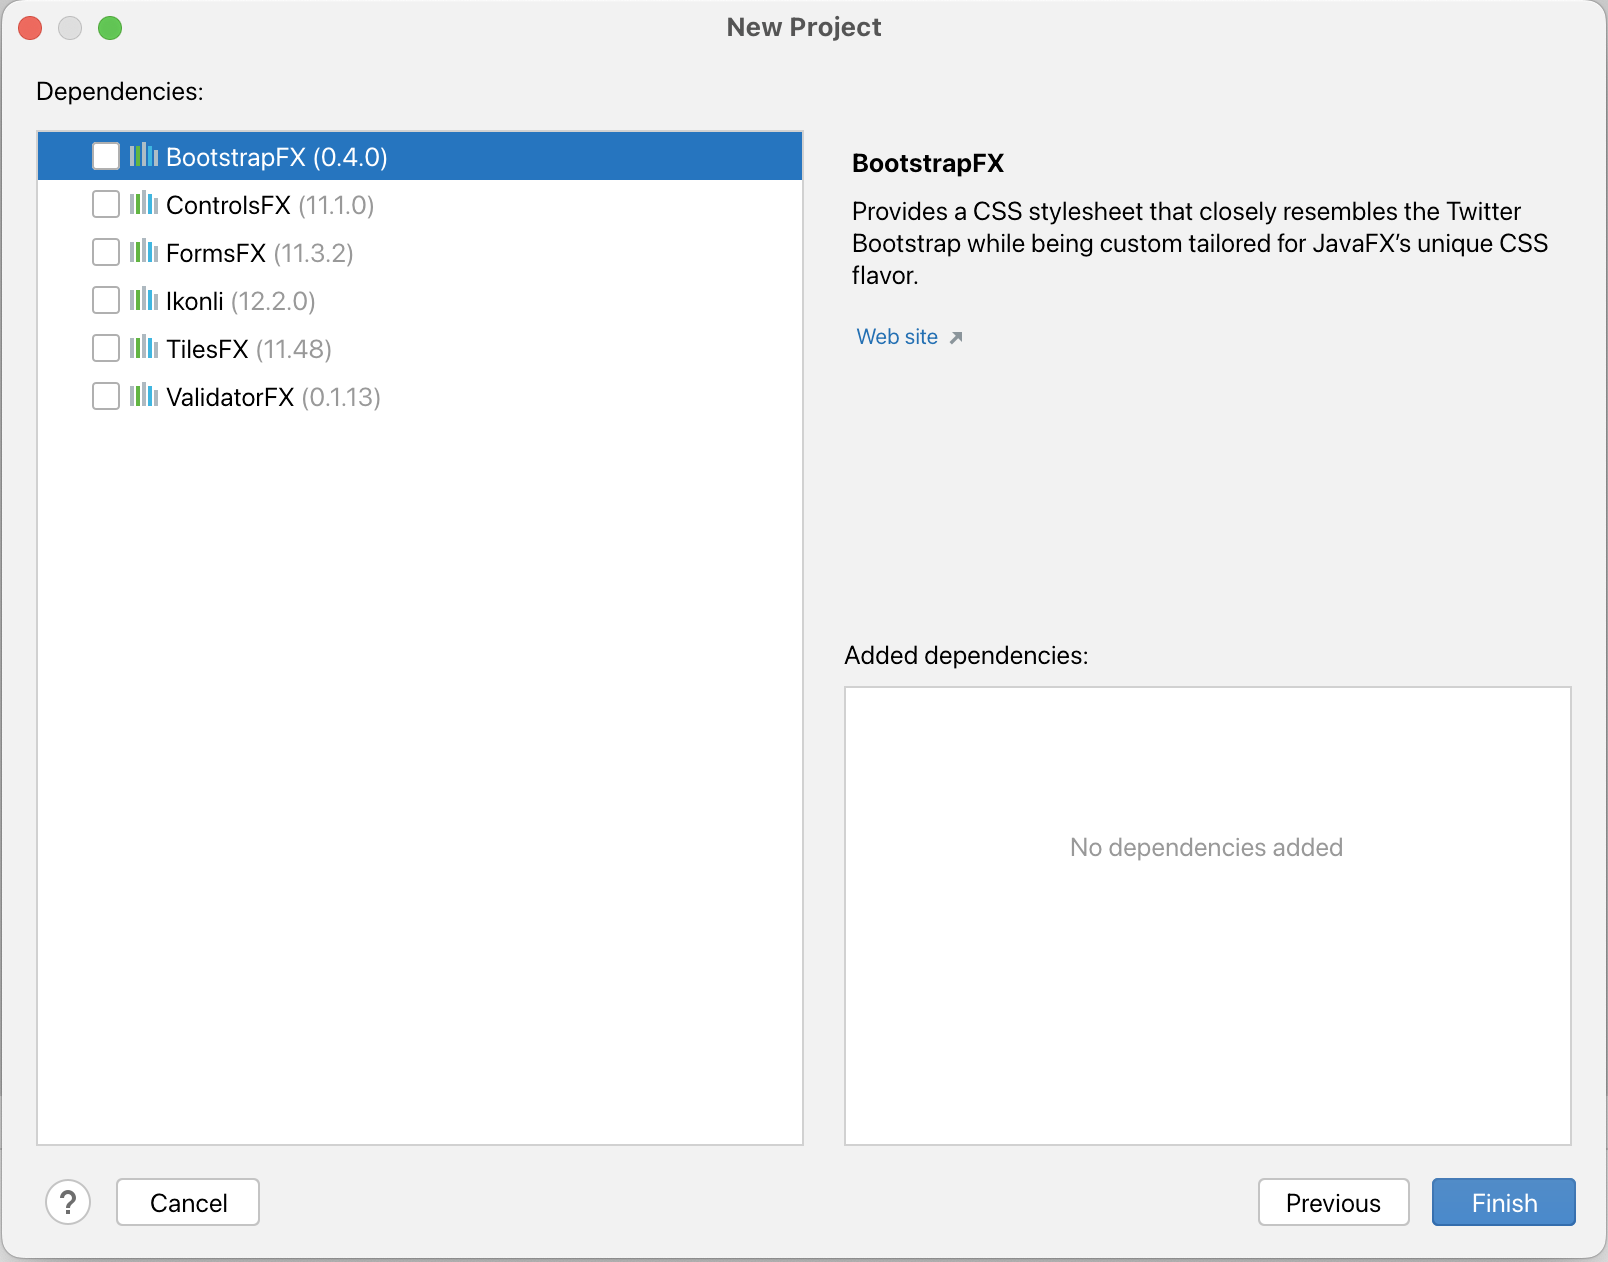 New Project
Dependencies:
BootstrapFX (0.4.0)
ControlsFX (11.1.0)
FormsFX (11.3.2)
Ikonli (12.2.0)
TilesFX (11.48)
ValidatorFX (0.1.13)
BootstrapFX
Provides a CSS stylesheet that closely resembles the Twitter
Bootstrap while being custom tailored for JavaFX’s unique CSS
flavor.
Web site
Added dependencies:
No dependencies added
?
Cancel
Previous
Finish